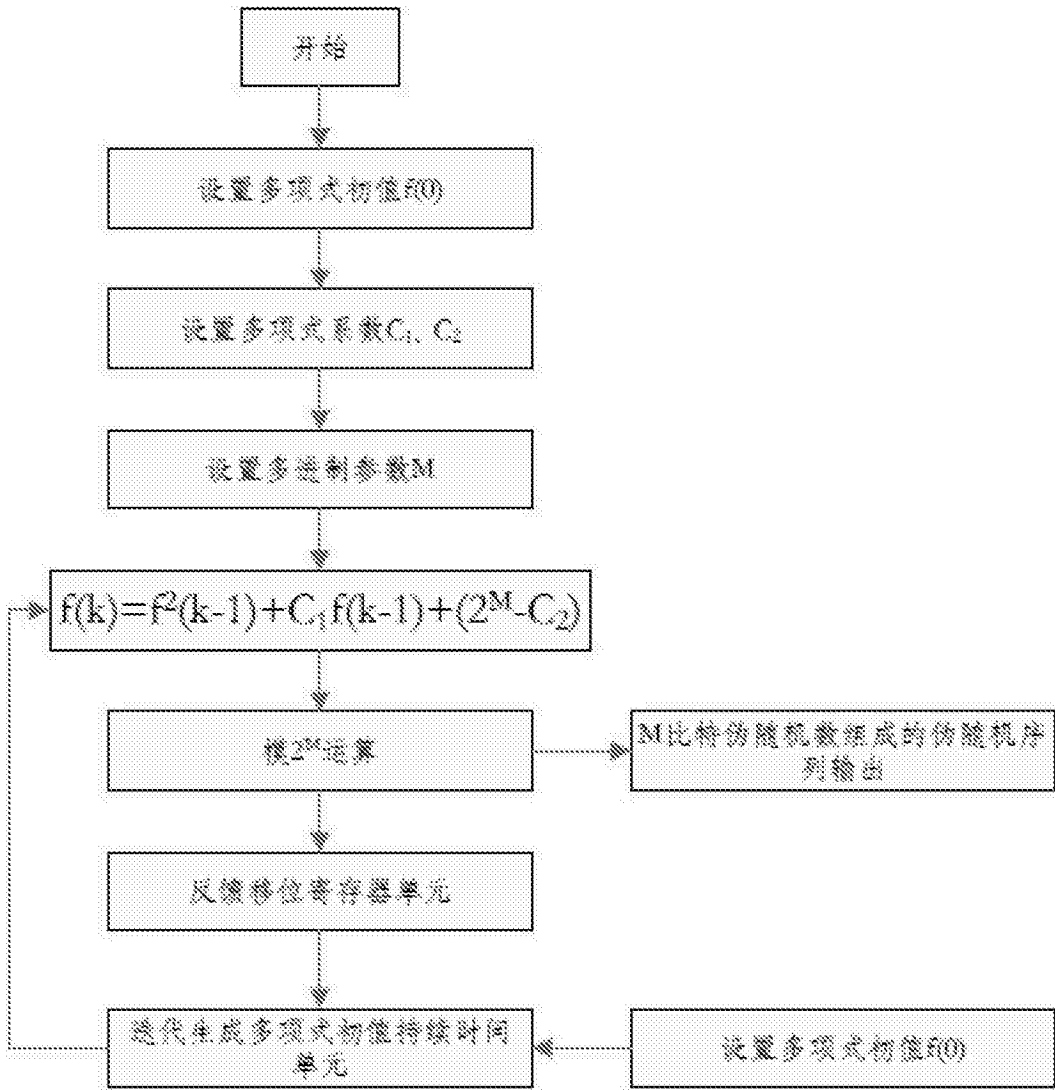 开始
设置多项式初值f(0)
设置多项式系数C₁、C₂
设置多进制参数M
f(k)=f²(k-1)+C₁f(k-1)+(2ᴹ-C₂)
模2ᴹ运算
M比特伪随机数组成的伪随机序
列输出
反馈移位寄存器单元
迭代生成多项式初值持续时间
单元
设置多项式初值f(0)